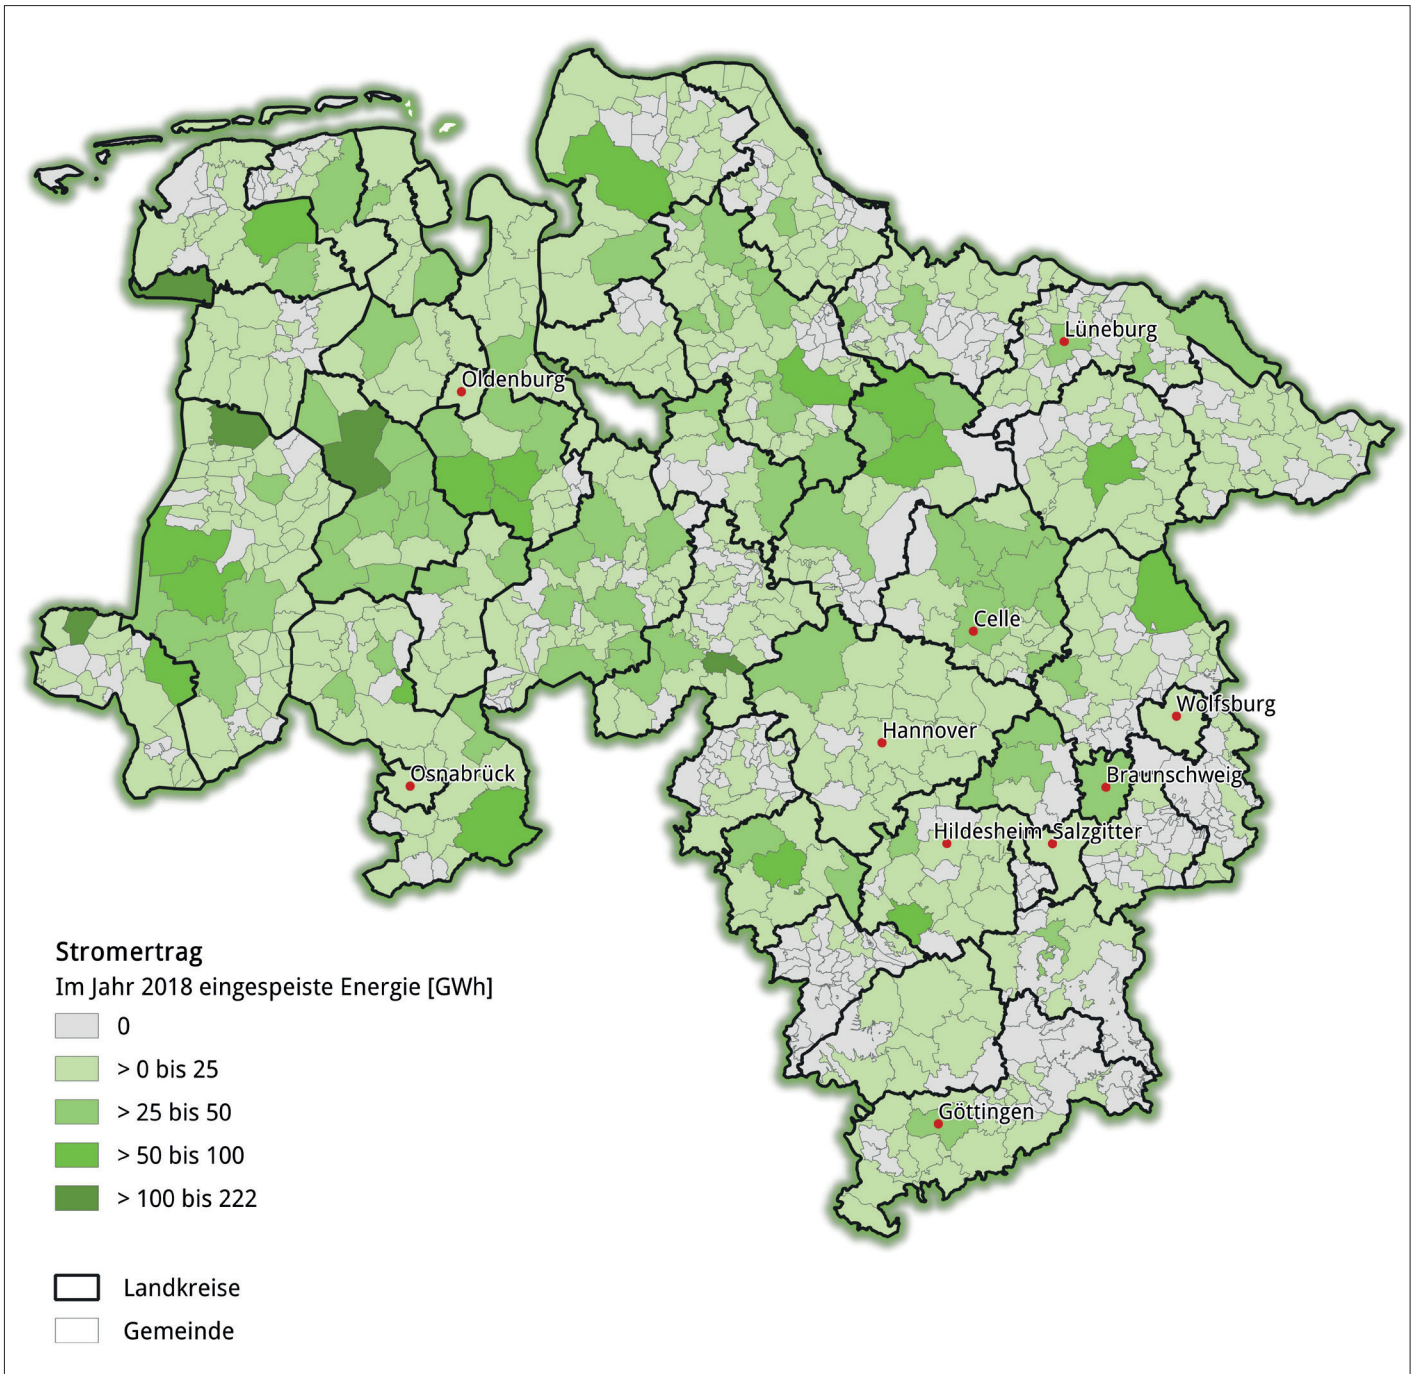 Lüneburg
Oldenburg
Celle
Wolfsburg
Hannover
Osnabrück
Braunschweig
Hildesheim
Salzgitter
Göttingen
Stromertrag
Im Jahr 2018 eingespeiste Energie [GWh]
0
> 0 bis 25
> 25 bis 50
> 50 bis 100
> 100 bis 222
Landkreise
Gemeinde